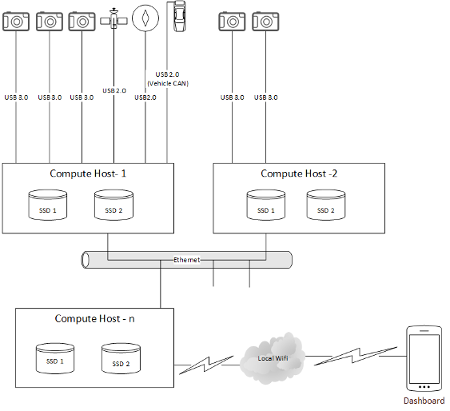 USB 2.0
(Vehicle CAN)
USB 3.0 USB 3.0 USB 3.0 USB 2.0 USB2.0 USB 3.0 USB 3.0
Compute Host- 1
Compute Host -2
SSD 1 SSD 2 SSD 1 SSD 2
Ethernet
Compute Host - n
SSD 1 SSD 2
Local Wifi
Dashboard